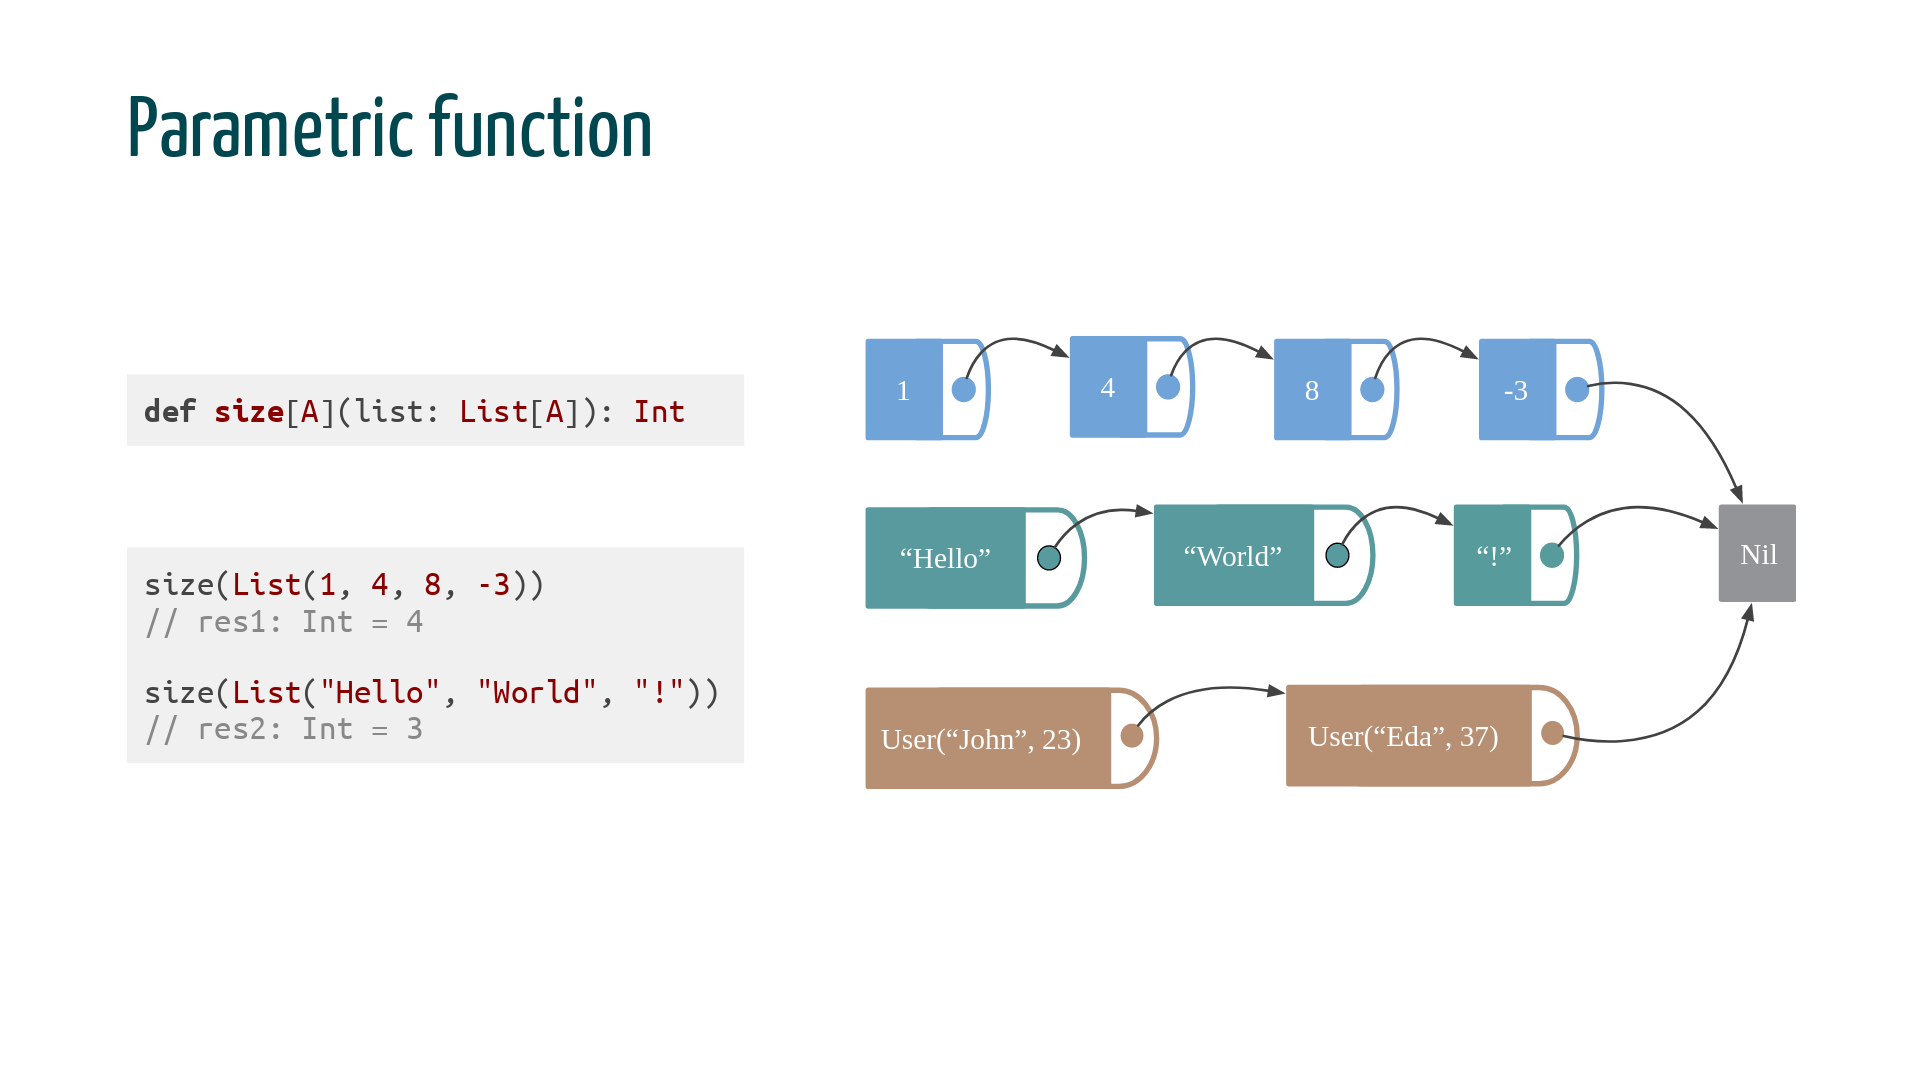 Parametric function
def size[A](list: List[A]): Int
size(List(1, 4, 8, -3))
// res1: Int = 4
size(List("Hello", "World", "!"))
// res2: Int = 3
1 4 8 -3
“Hello” “World” “!” Nil
User(“John”, 23) User(“Eda”, 37)